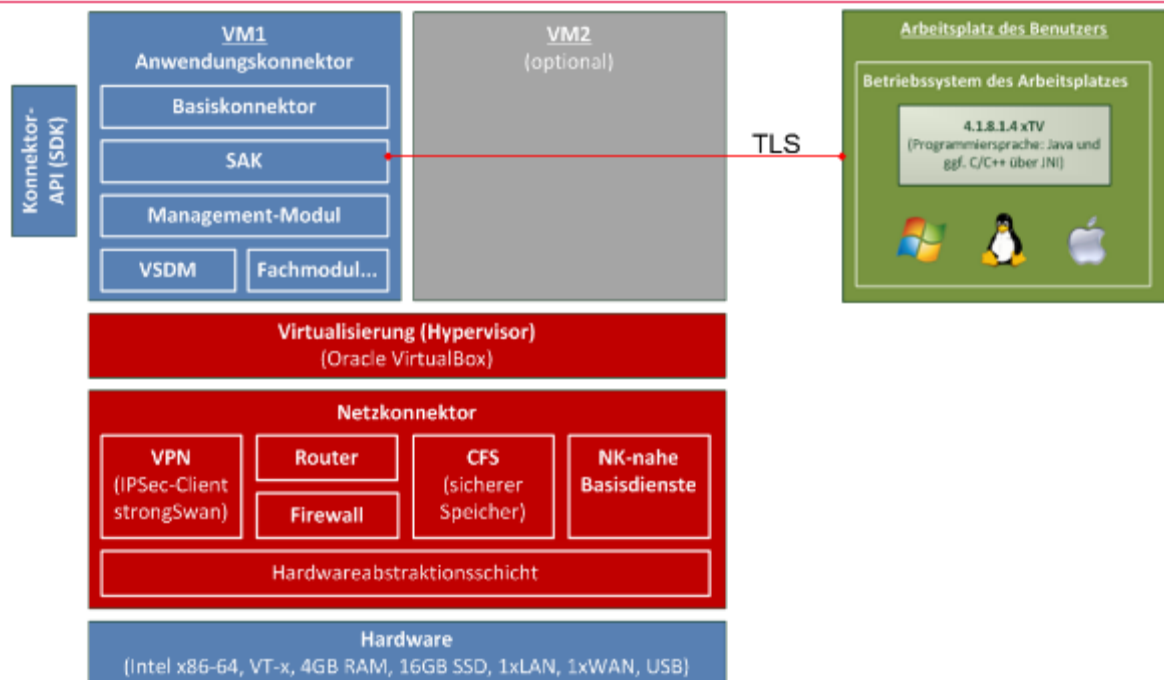 Konnektor-
API (SDK)
VM1
Anwendungskonnektor
Basiskonnektor
SAK
Management-Modul
VSDM
Fachmodul...
VM2
(optional)
TLS
Arbeitsplatz des Benutzers
Betriebssystem des Arbeitsplatzes
4.1.8.1.4 xTV
(Programmiersprache: Java und
ggf. C/C++ über JNI)
Virtualisierung (Hypervisor)
(Oracle VirtualBox)
Netzkonnektor
VPN
(IPSec-Client
strongSwan)
Router
Firewall
CFS
(sicherer
Speicher)
NK-nahe
Basisdienste
Hardwareabstraktionsschicht
Hardware
(Intel x86-64, VT-x, 4GB RAM, 16GB SSD, 1xLAN, 1xWAN, USB)